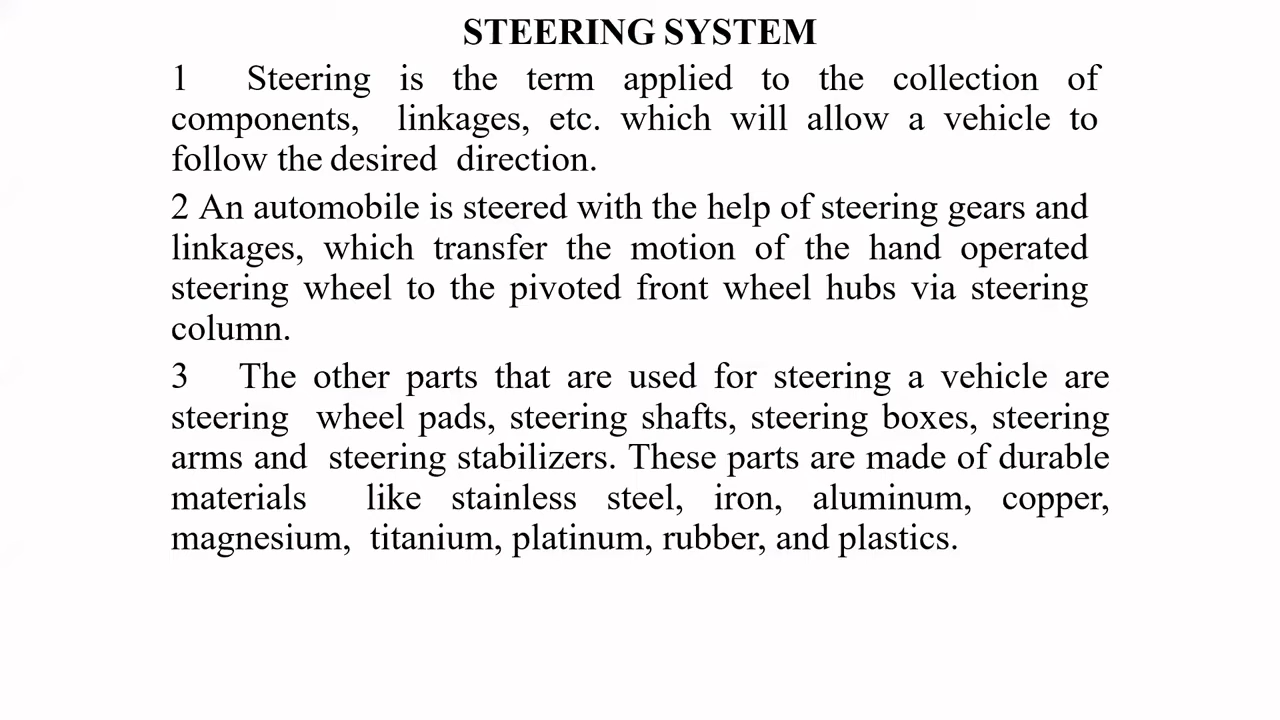 STEERING SYSTEM
1 Steering is the term applied to the collection of
components, linkages, etc. which will allow a vehicle to
follow the desired direction.
2 An automobile is steered with the help of steering gears and
linkages, which transfer the motion of the hand operated
steering wheel to the pivoted front wheel hubs via steering
column.
3 The other parts that are used for steering a vehicle are
steering wheel pads, steering shafts, steering boxes, steering
arms and steering stabilizers. These parts are made of durable
materials like stainless steel, iron, aluminum, copper,
magnesium, titanium, platinum, rubber, and plastics.